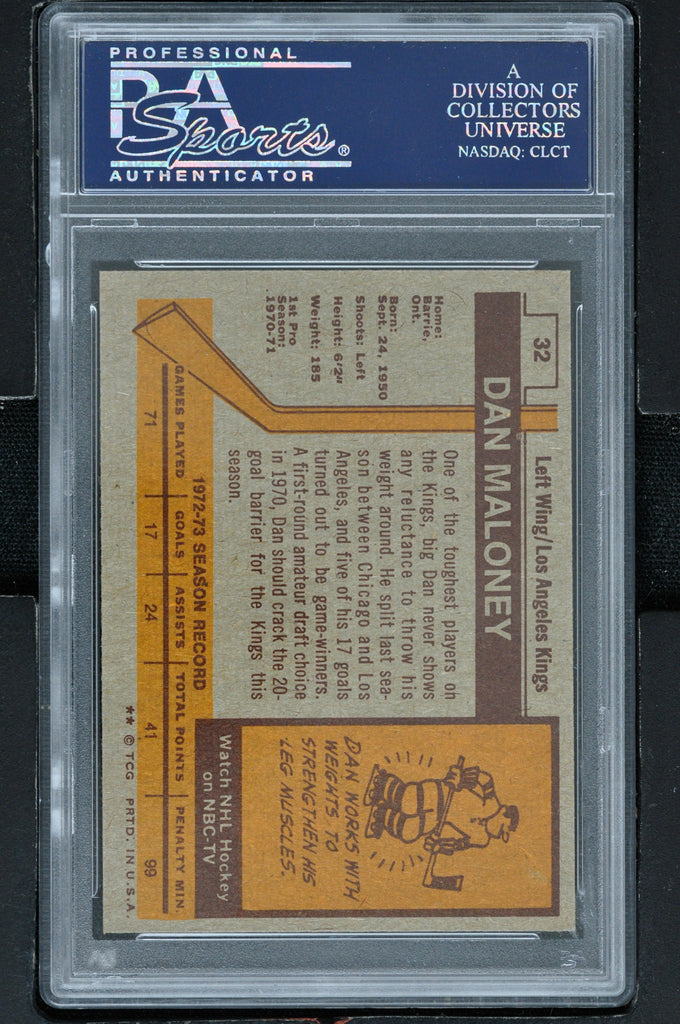 PROFESSIONAL
PSA
Sports®
AUTHENTICATOR
A
DIVISION OF
COLLECTORS
UNIVERSE
NASDAQ: CLCT
32
Left Wing/Los Angeles Kings
DAN MALONEY
Home:
Barrie,
Ont.
Born:
Sept. 24, 1950
Shoots: Left
Height: 6'2"
Weight: 185
1st Pro
Season:
1970-71
One of the toughest players on
the Kings, big Dan never shows
any reluctance to throw his
weight around. He split last sea-
son between Chicago and Los
Angeles, and five of his 17 goals
turned out to be game-winners.
A first-round amateur draft choice
in 1970, Dan should crack the 20-
goal barrier for the Kings this
season.
DAN WORKS WITH
WEIGHTS TO
STRENGTHEN HIS
LEG MUSCLES.
Watch NHL Hockey
on NBC-TV
1972-73 SEASON RECORD
GAMES PLAYED | GOALS | ASSISTS | TOTAL POINTS | PENALTY MIN.
71 17 24 41 99
** © TCG PRTD. IN U.S.A.